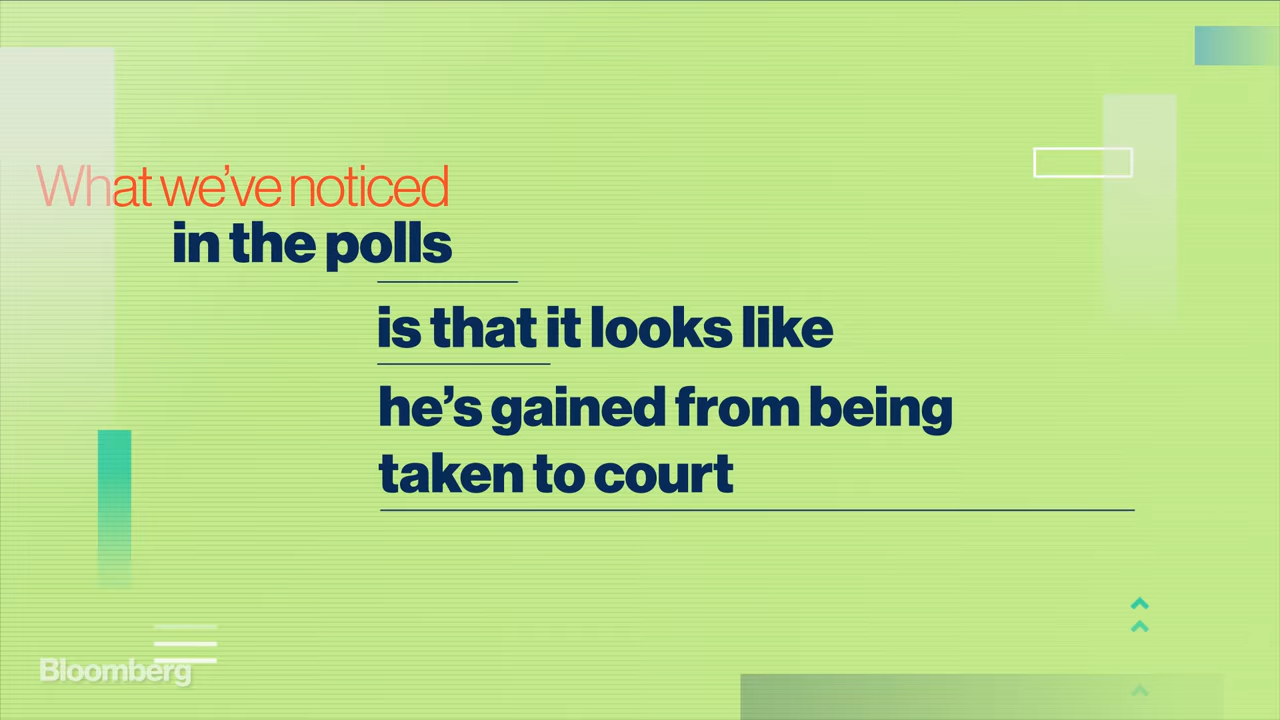 What we've noticed
in the polls
is that it looks like
he's gained from being
taken to court
Bloomberg